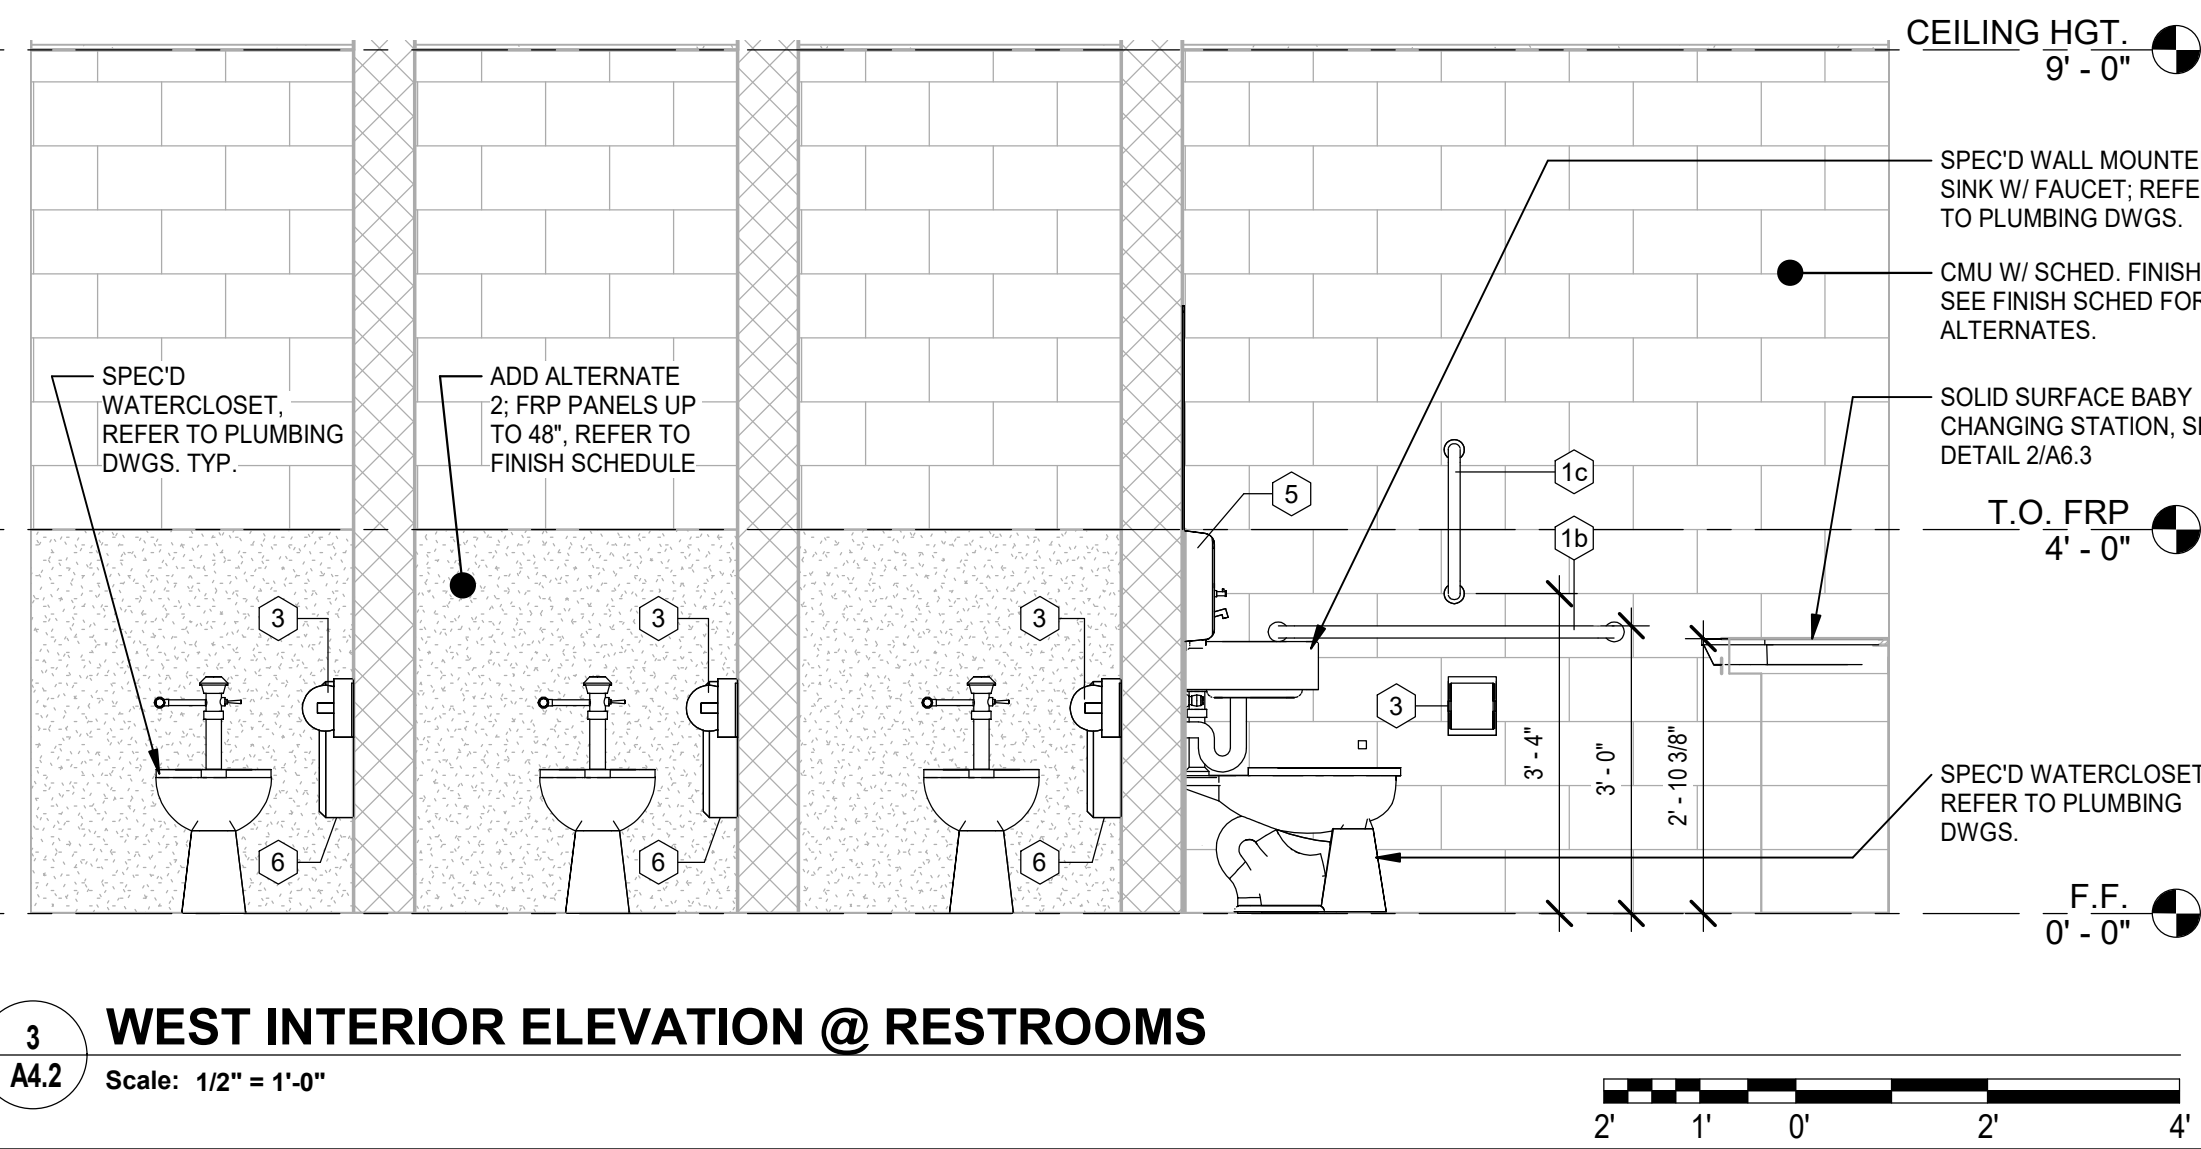 CEILING HGT.
9' - 0"
SPEC'D WALL MOUNTE
SINK W/ FAUCET; REFE
TO PLUMBING DWGS.
CMU W/ SCHED. FINISH
SEE FINISH SCHED FOR
ALTERNATES.
SPEC'D
WATERCLOSET,
REFER TO PLUMBING
DWGS. TYP.
ADD ALTERNATE
2; FRP PANELS UP
TO 48", REFER TO
FINISH SCHEDULE
SOLID SURFACE BABY
CHANGING STATION, SE
DETAIL 2/A6.3
1c
5
1b
T.O. FRP
4' - 0"
3
3
3
3
3' - 4"
3' - 0"
2' - 10 3/8"
SPEC'D WATERCLOSET
REFER TO PLUMBING
DWGS.
6
6
6
F.F.
0' - 0"
3
A4.2
WEST INTERIOR ELEVATION @ RESTROOMS
Scale: 1/2" = 1'-0"
2' 1' 0' 2' 4'